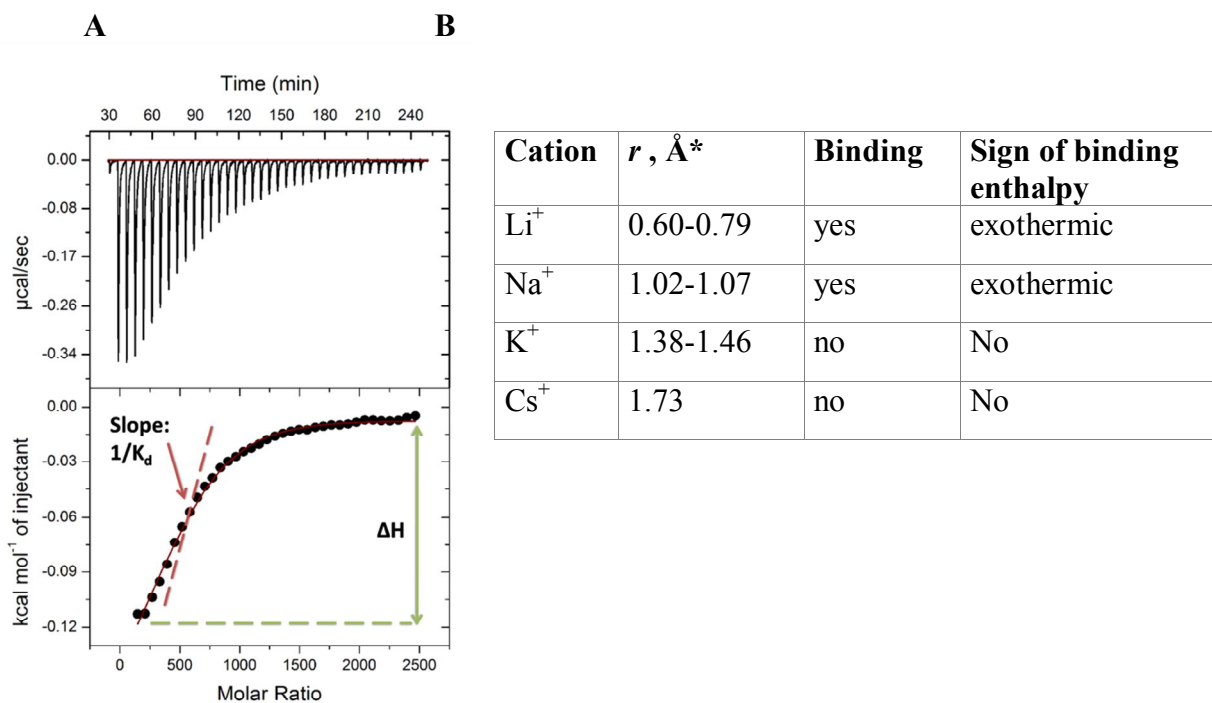 A B
Time (min)
30 60 90 120 150 180 210 240
0.00
-0.08
-0.17
-0.26
-0.34
µcal/sec
0.00
-0.03
-0.06
-0.09
-0.12
kcal mol⁻¹ of injectant
Slope:
1/K_d
ΔH
0 500 1000 1500 2000 2500
Molar Ratio
Cation r , Å* Binding Sign of binding
enthalpy
Li⁺ 0.60-0.79 yes exothermic
Na⁺ 1.02-1.07 yes exothermic
K⁺ 1.38-1.46 no No
Cs⁺ 1.73 no No